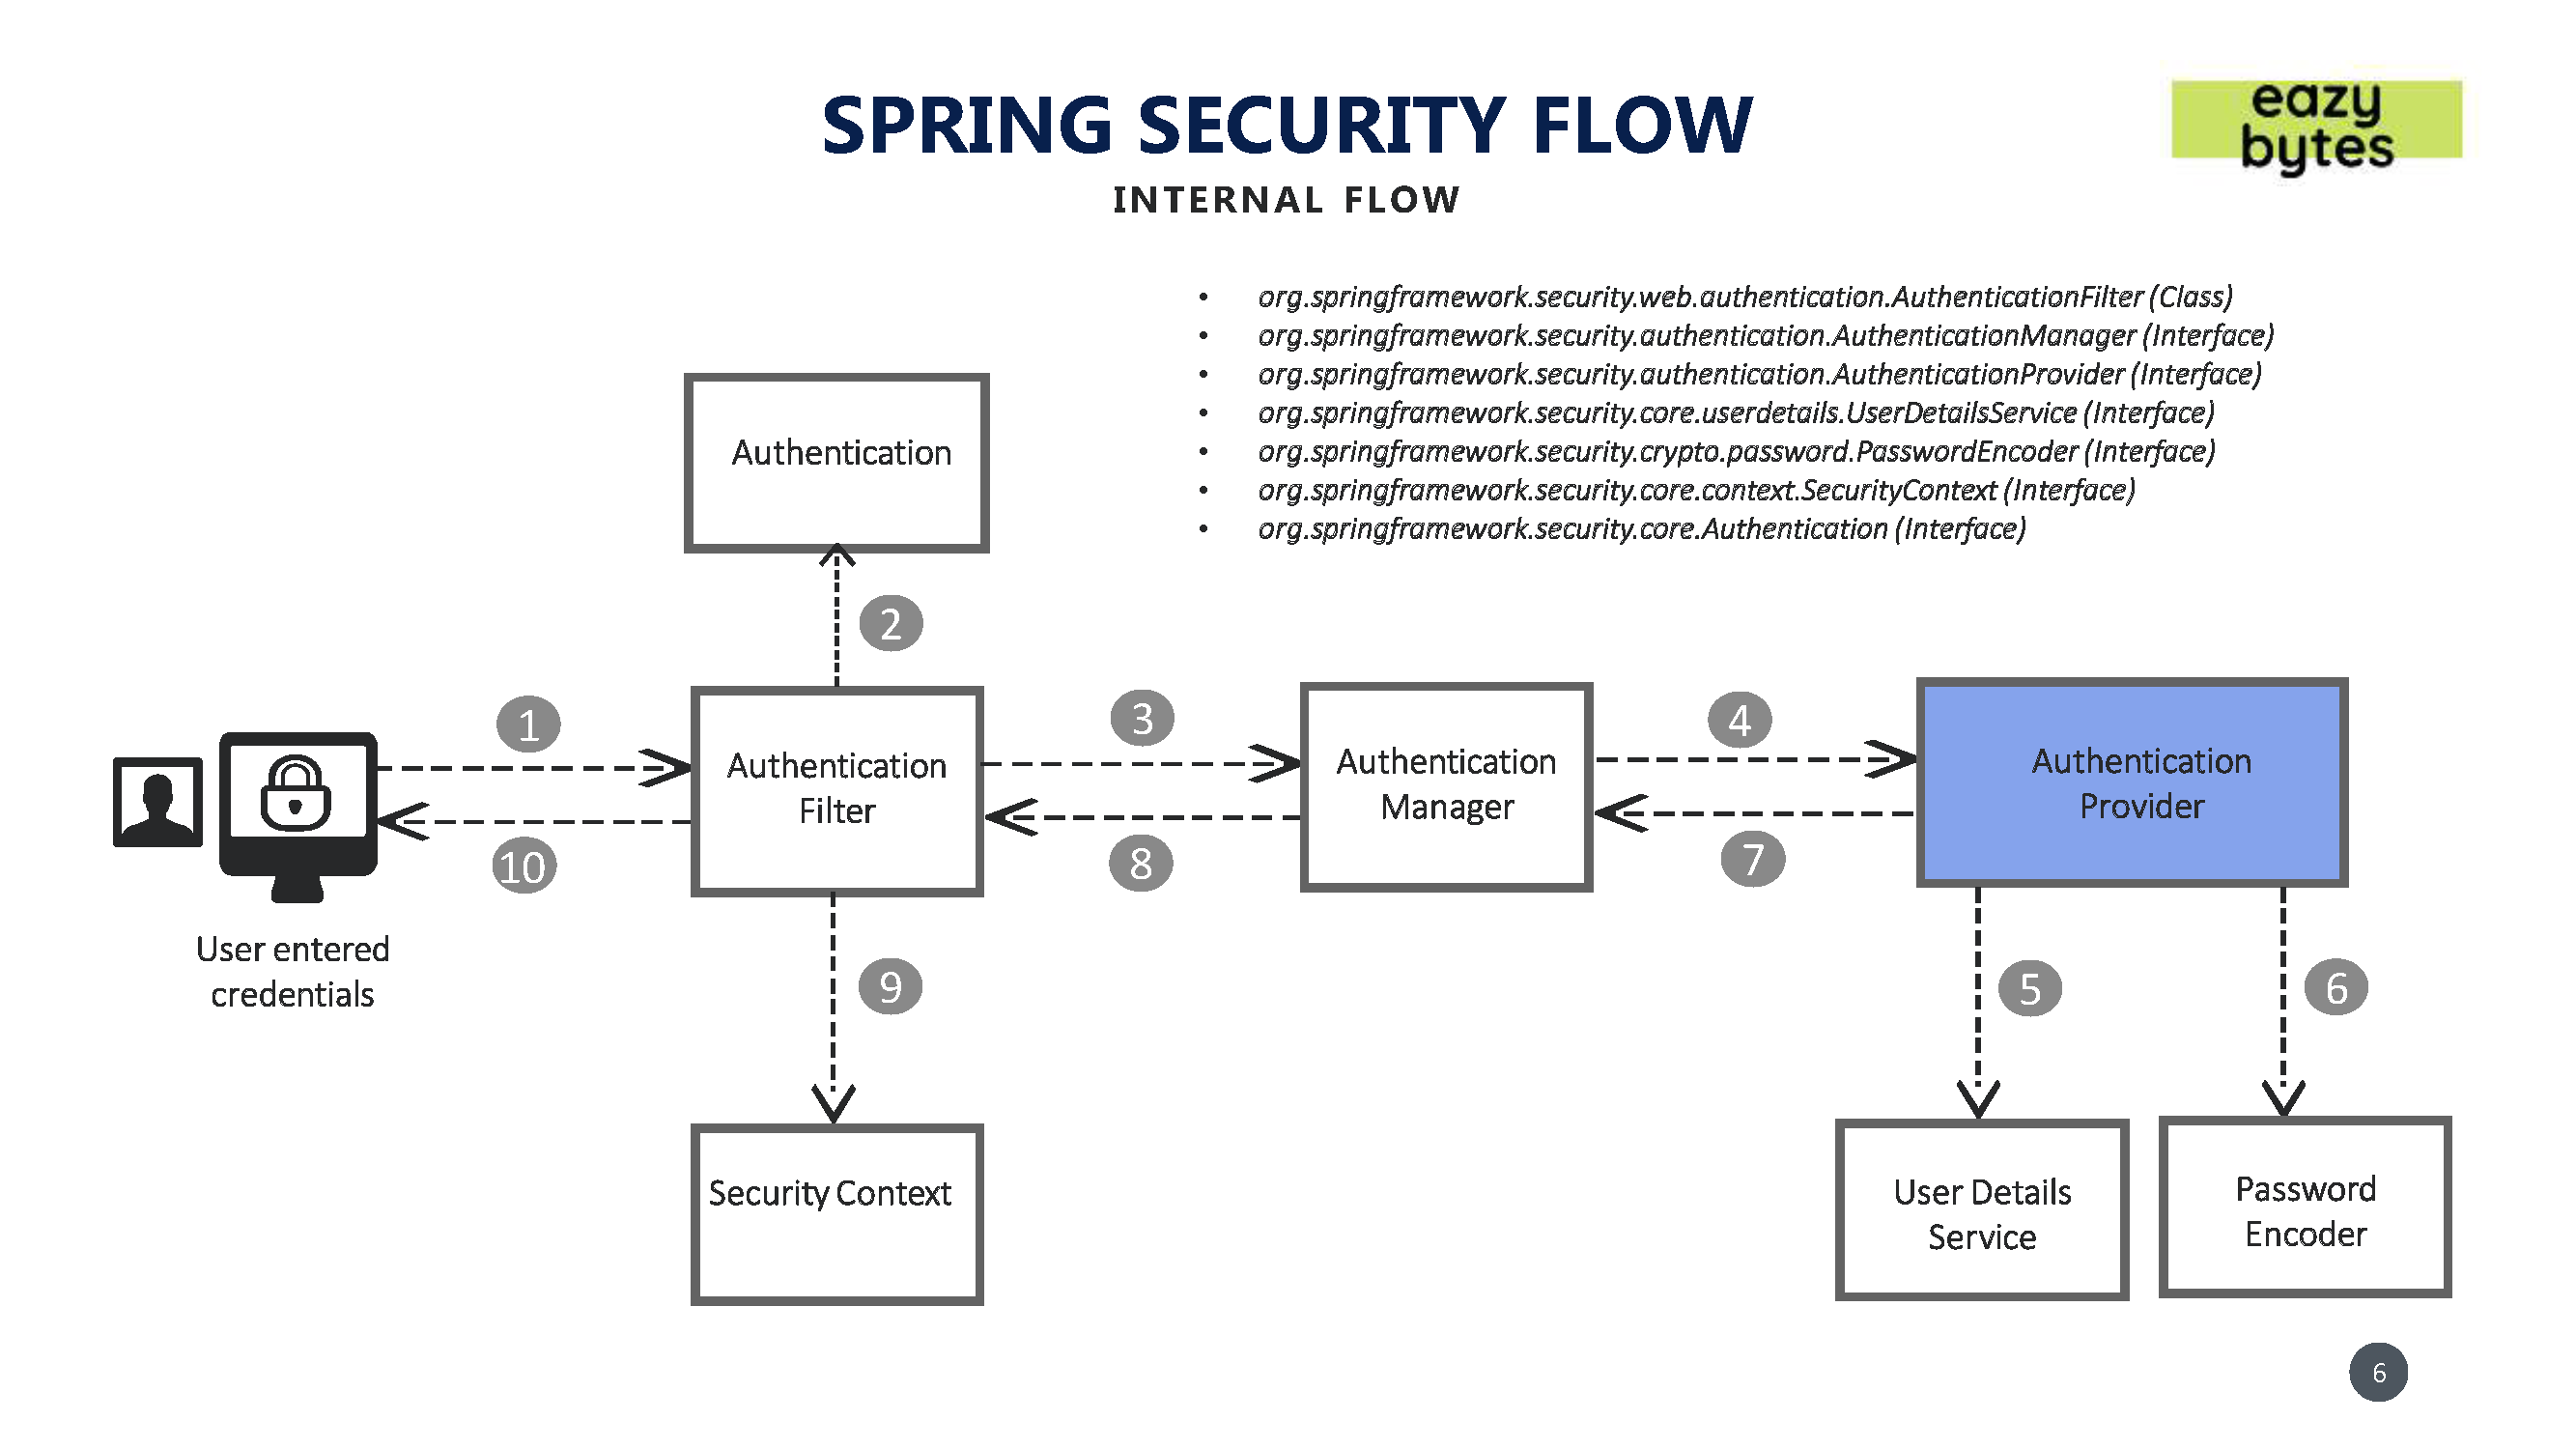 SPRING SECURITY FLOW
eazy
bytes
INTERNAL FLOW
• org.springframework.security.web.authentication.AuthenticationFilter (Class)
• org.springframework.security.authentication.AuthenticationManager (Interface)
• org.springframework.security.authentication.AuthenticationProvider (Interface)
• org.springframework.security.core.userdetails.UserDetailsService (Interface)
• org.springframework.security.crypto.password.PasswordEncoder (Interface)
• org.springframework.security.core.context.SecurityContext (Interface)
• org.springframework.security.core.Authentication (Interface)
Authentication
2
1
3
4
Authentication
Filter
Authentication
Manager
Authentication
Provider
10
8
7
User entered
credentials
9
5
6
Security Context
User Details
Service
Password
Encoder
6